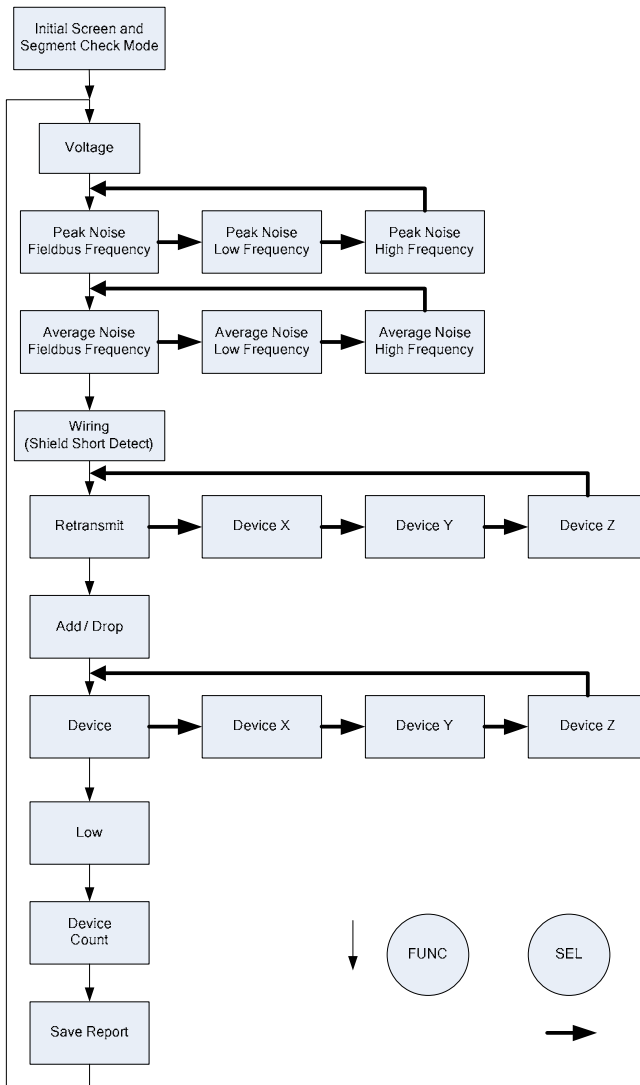 Initial Screen and
Segment Check Mode
Voltage
Peak Noise
Fieldbus Frequency
Peak Noise
Low Frequency
Peak Noise
High Frequency
Average Noise
Fieldbus Frequency
Average Noise
Low Frequency
Average Noise
High Frequency
Wiring
(Shield Short Detect)
Retransmit
Device X
Device Y
Device Z
Add / Drop
Device
Device X
Device Y
Device Z
Low
Device
Count
FUNC
SEL
Save Report